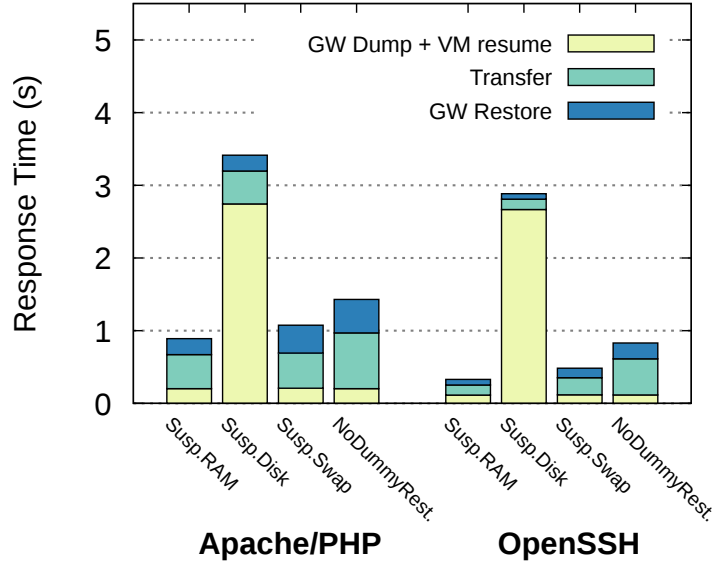 Response Time (s)
5
4
3
2
1
0
GW Dump + VM resume
Transfer
GW Restore
Susp.RAM
Susp.Disk
Susp.Swap
NoDummyRest.
Susp.RAM
Susp.Disk
Susp.Swap
NoDummyRest.
Apache/PHP
OpenSSH